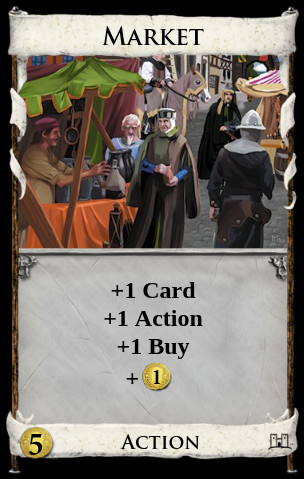 MARKET
+1 Card
+1 Action
+1 Buy
+ 1
5 ACTION